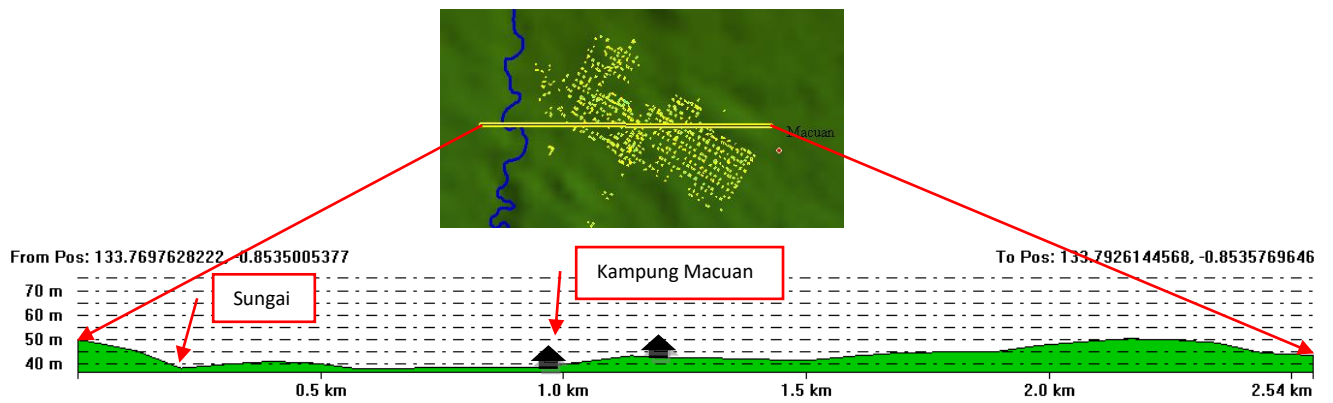 Macuan
From Pos: 133.7697628222, -0.8535005377
To Pos: 133.7926144568, -0.8535769646
Kampung Macuan
Sungai
70 m
60 m
50 m
40 m
0.5 km
1.0 km
1.5 km
2.0 km
2.54 km